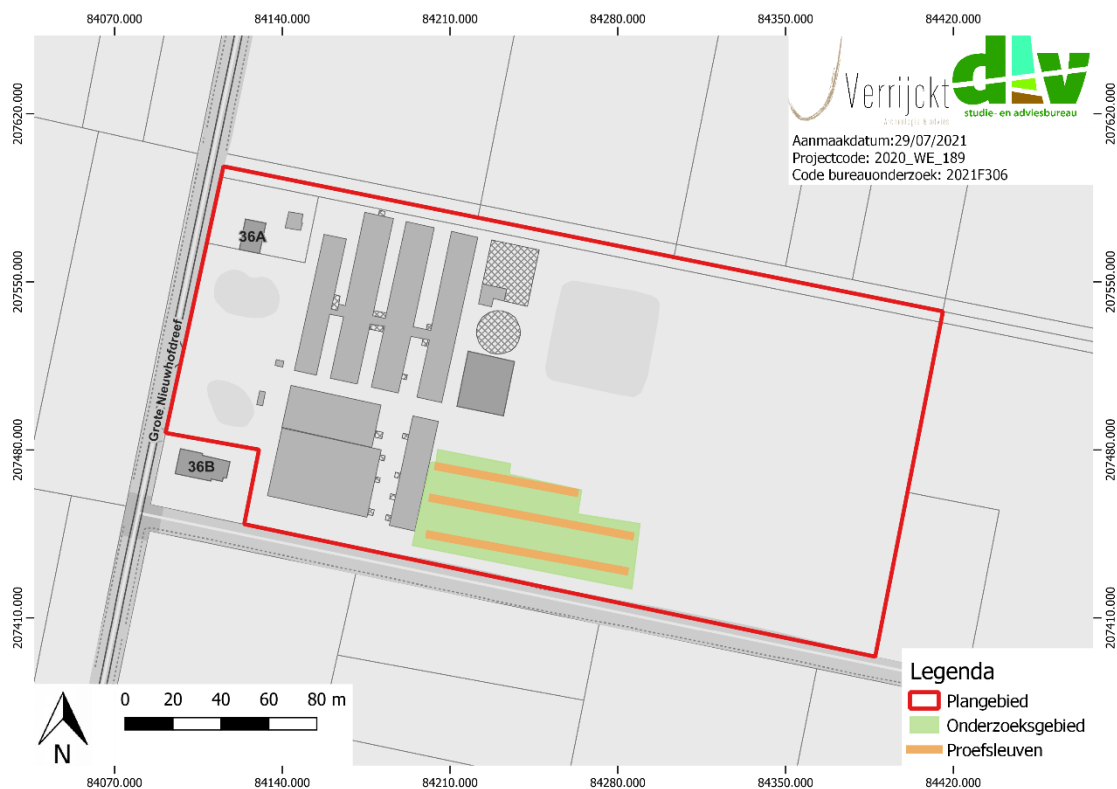 84070.000 84140.000 84210.000 84280.000 84350.000 84420.000
207620.000
207550.000
207480.000
207410.000
Verrijckt
Archeologie & advies
dlv
studie- en adviesbureau
Aanmaakdatum:29/07/2021
Projectcode: 2020_WE_189
Code bureauonderzoek: 2021F306
207620.000
207550.000
207480.000
207410.000
36A
Grote Nieuwhofdreef
36B
0 20 40 60 80 m
N
Legenda
Plangebied
Onderzoeksgebied
Proefsleuven
84070.000 84140.000 84210.000 84280.000 84350.000 84420.000